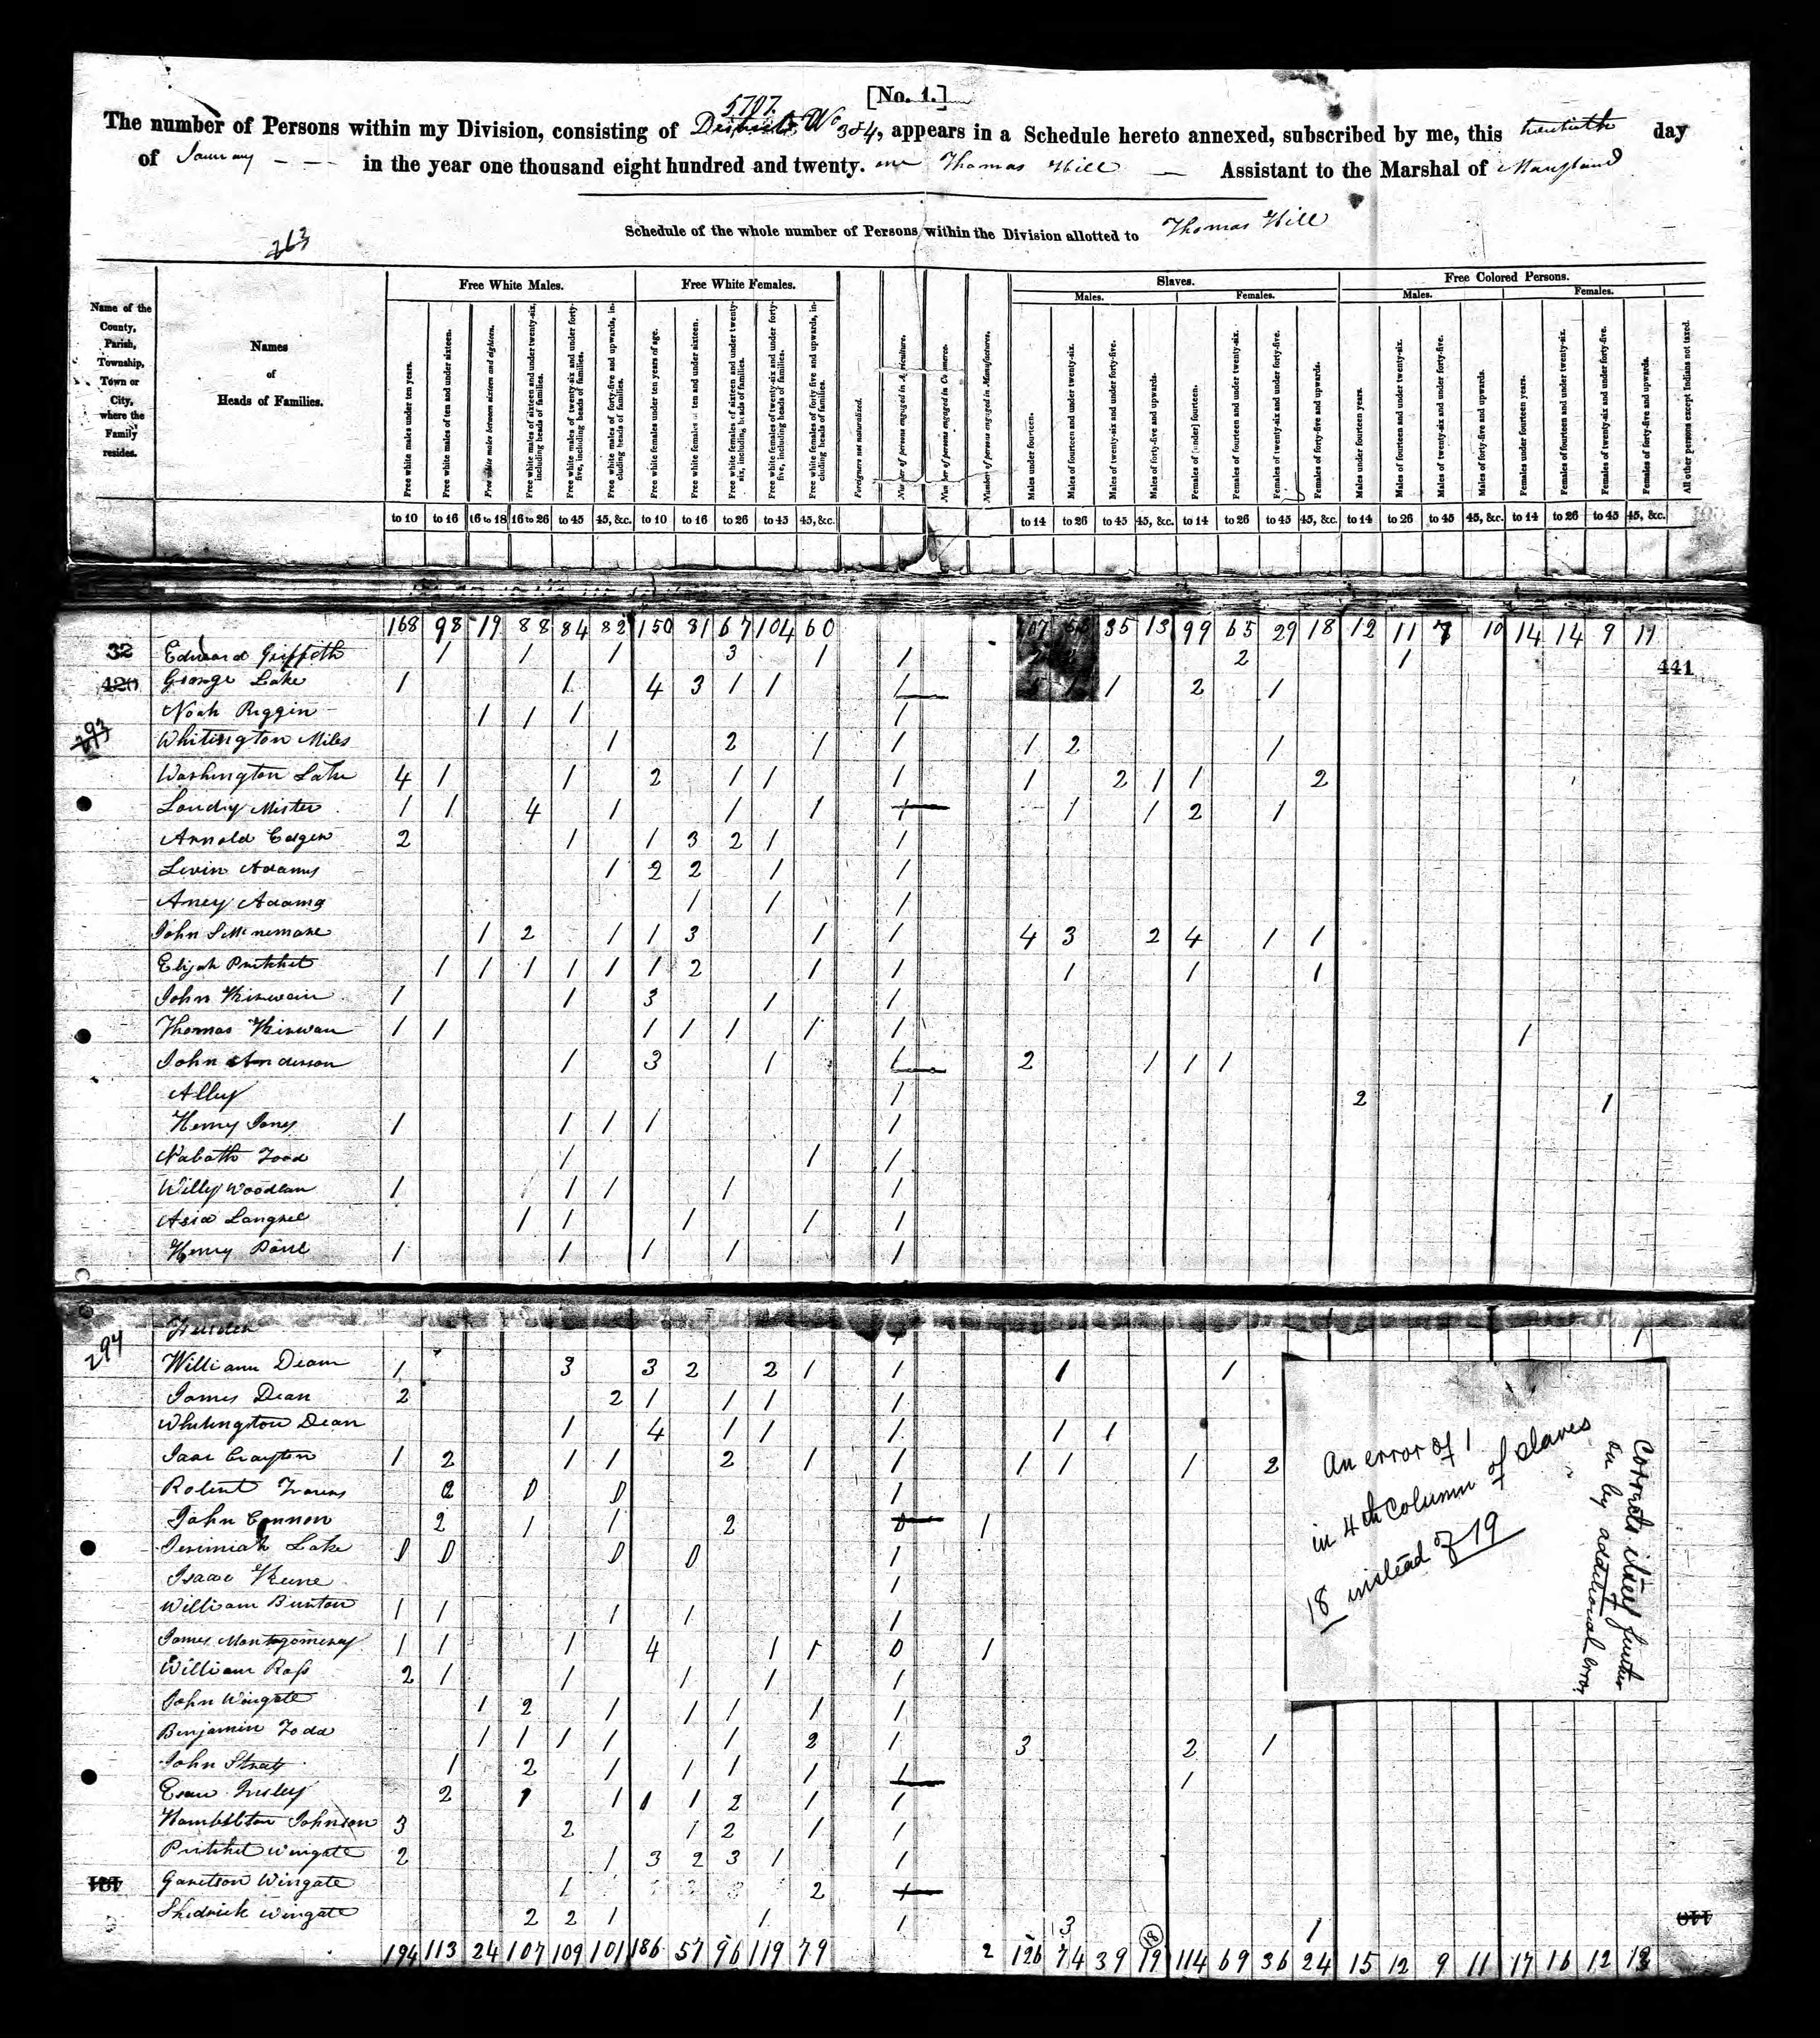 [No. 1.]
5707.
The number of Persons within my Division, consisting of Districts No 3 & 4, appears in a Schedule hereto annexed, subscribed by me, this twentieth day
of January - - - in the year one thousand eight hundred and twenty. one Thomas Hill — Assistant to the Marshal of Maryland
263
Schedule of the whole number of Persons within the Division allotted to Thomas Hill
Name of the County, Parish, Township, Town or City, where the Family resides.
Names of Heads of Families.
Free White Males.
Free white males under ten years.
Free white males of ten and under sixteen.
Free white males between sixteen and eighteen.
Free white males of sixteen and under twenty-six, including heads of families.
Free white males of twenty-six and under forty-five, including heads of families.
Free white males of forty-five and upwards, including heads of families.
Free White Females.
Free white females under ten years of age.
Free white females of ten and under sixteen.
Free white females of sixteen and under twenty-six, including heads of families.
Free white females of twenty-six and under forty-five, including heads of families.
Free white females of forty-five and upwards, including heads of families.
Foreigners not naturalized.
Number of persons engaged in Agriculture.
Number of persons engaged in Commerce.
Number of persons engaged in Manufactures.
Slaves.
Males.
Males under fourteen.
Males of fourteen and under twenty-six.
Males of twenty-six and under forty-five.
Males of forty-five and upwards.
Females.
Females of [under] fourteen.
Females of fourteen and under twenty-six.
Females of twenty-six and under forty-five.
Females of forty-five and upwards.
Free Colored Persons.
Males.
Males under fourteen years.
Males of fourteen and under twenty-six.
Males of twenty-six and under forty-five.
Males of forty-five and upwards.
Females.
Females under fourteen years.
Females of fourteen and under twenty-six.
Females of twenty-six and under forty-five.
Females of forty-five and upwards.
All other persons except Indians not taxed.
to 10 to 16 16 to 18 16 to 26 to 45 45, &c. to 10 to 16 to 26 to 45 45, &c. to 14 to 26 to 45 45, &c. to 14 to 26 to 45 45, &c. to 14 to 26 to 45 45, &c. to 14 to 26 to 45 45, &c.
168 98 19 88 84 82 150 81 67 104 60 107 35 13 99 65 29 18 12 11 7 10 14 14 9 11
32 Edward Griffeth 1 1 1 3 1 1 2 1
441
420 George Lake 1 1 4 3 1 1 1 1 1 2 1
Noah Riggin 1 1 1 1
293 Whitington Miles 1 2 1 1 1 2 1
Washington Lake 4 1 1 2 1 1 1 1 2 1 1 2
Landry Mister 1 1 4 1 1 1 1 1 1 2 1
Arnold Edger 2 1 1 3 2 1 1
Levin Adams 1 2 2 1 1
Aney Adams 1 1 1
John 1 2 1 1 3 1 1 4 3 2 4 1 1
Elijah Pritchet 1 1 1 1 1 1 2 1 1 1 1 1
John Kirwain 1 1 3 1 1
Thomas Kirwan 1 1 1 1 1 1 1 1
John Anderson 1 3 1 1 2 1 1 1
Alley 1 2 1
Henry Jones 1 1 1 1 1
Nabath Todd 1 1 1
Willy Woodlan 1 1 1 1 1
Asia Langrel 1 1 1 1 1
Henry 1 1 1 1 1
294
1 1
William Dean 1 3 3 2 2 1 1 1 1
James Dean 2 2 1 1 1 1
Whitington Dean 1 4 1 1 1 1 1
Isac Crayton 1 2 1 1 2 1 1 1 1 1 2
Robert Travers 2 0 0 1
John Connon 2 1 1 2 0 1
Jerimiah Lake 0 0 0 0 1
Isaac Keene 1
William Bunton 1 1 1 1 1
James Montgomeray 1 1 1 4 1 1 0 1
William Ross 2 1 1 1 1 1
John Wingate 1 2 1 1 1 1 1
Benjamin Todd 1 1 1 1 1 2 1 3 2 1
John 1 2 1 1 1 1 1 1
Esau Insley 2 1 1 1 1 2 1 1
Hambelton Johnson 3 2 1 2 1 1
Pritchet Wingate 2 1 3 2 3 1 1
Garetson Wingate 1 2 1
Shedrick Wingate 2 2 1 1 1 3 1
18
194 113 24 107 109 101 186 57 96 119 79 2 126 74 39 19 114 69 36 24 15 12 9 11 17 16 12 12
An error of 1
in 4th column of slaves
18 instead of 19
Corrects itself further
on by additional error